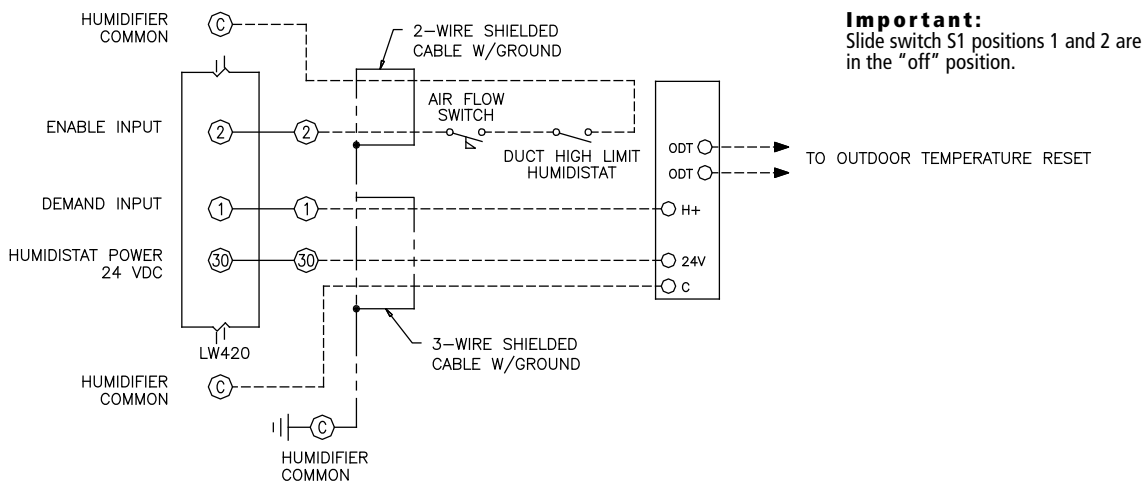 HUMIDIFIER
COMMON
C
2-WIRE SHIELDED
CABLE W/GROUND
Important:
Slide switch S1 positions 1 and 2 are
in the “off” position.
AIR FLOW
SWITCH
ENABLE INPUT
2
2
DUCT HIGH LIMIT
HUMIDISTAT
ODT
ODT
TO OUTDOOR TEMPERATURE RESET
DEMAND INPUT
1
1
H+
HUMIDISTAT POWER
24 VDC
30
30
24V
C
LW420
3-WIRE SHIELDED
CABLE W/GROUND
HUMIDIFIER
COMMON
C
C
HUMIDIFIER
COMMON